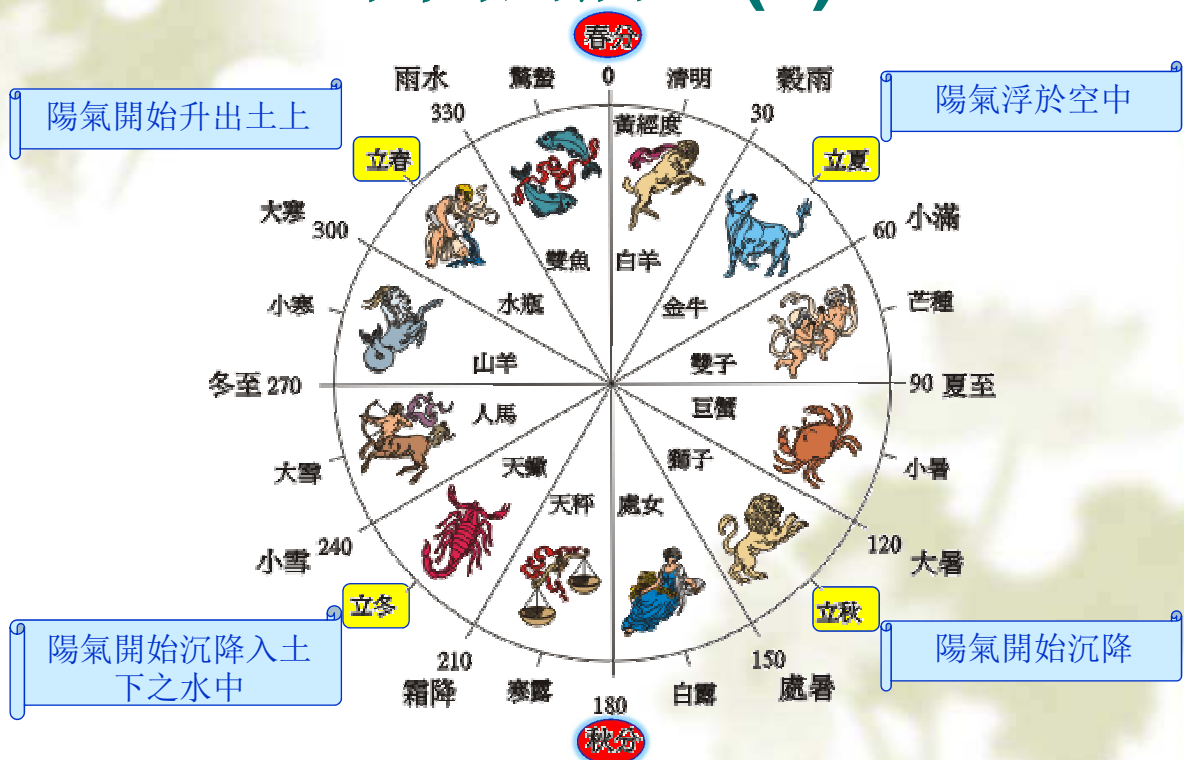 春分
雨水
驚蟄
0
清明
穀雨
陽氣開始升出土上
陽氣浮於空中
330
黃經度
30
立春
立夏
大寒
300
60
小滿
雙魚
白羊
小寒
水瓶
金牛
芒種
山羊
雙子
冬至
270
90
夏至
人馬
巨蟹
大雪
天蠍
獅子
小暑
天秤
處女
小雪
240
120
大暑
立冬
立秋
陽氣開始沉降入土
下之水中
陽氣開始沉降
210
150
霜降
寒露
180
白露
處暑
秋分